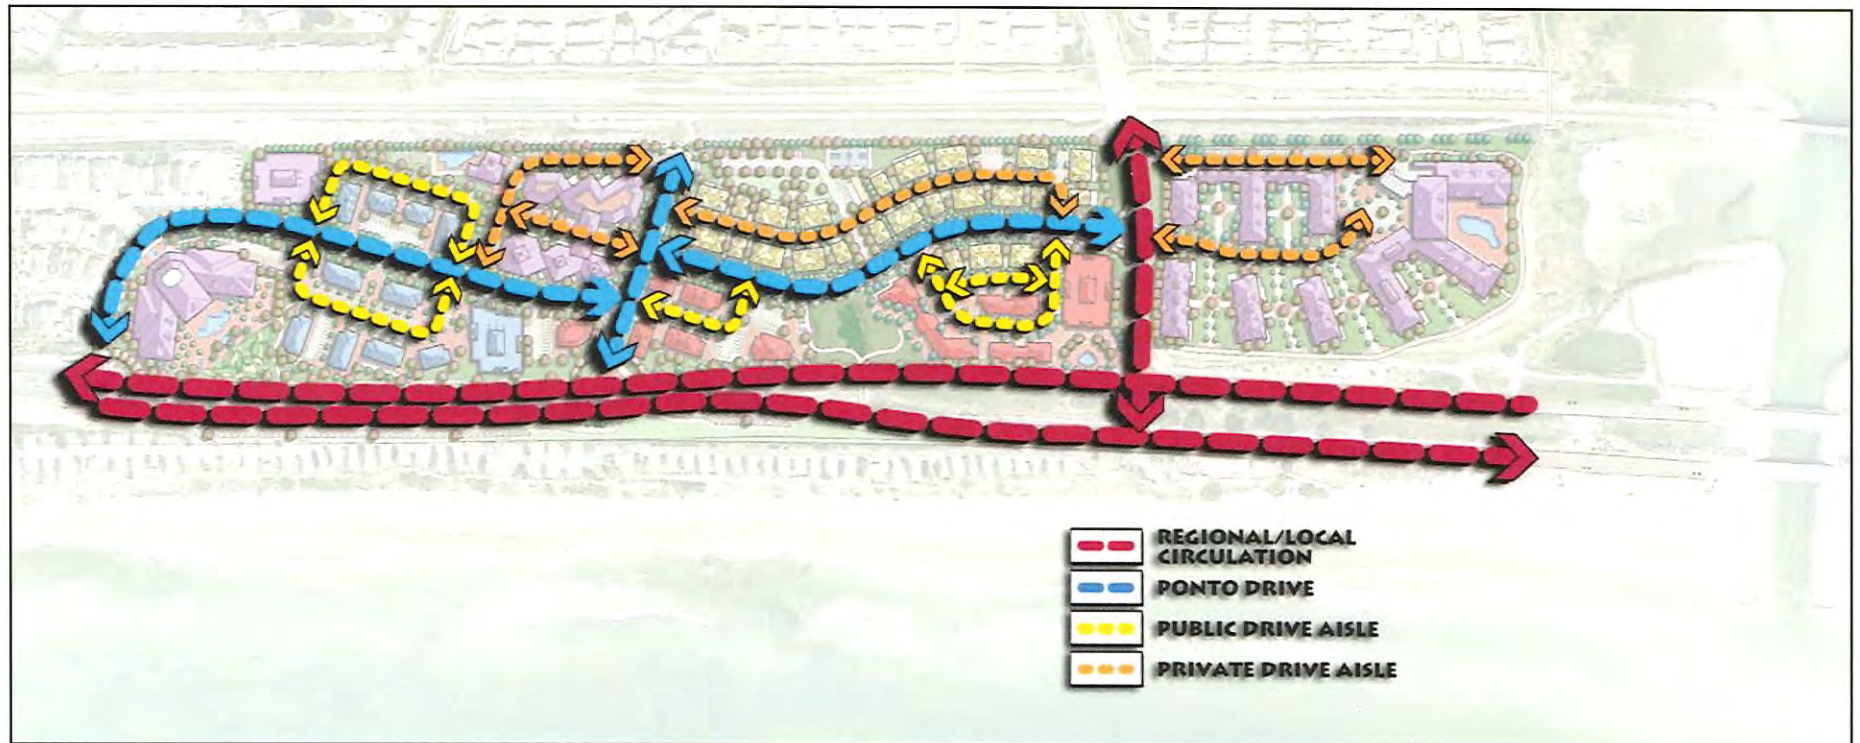 REGIONAL/LOCAL
CIRCULATION
PONTO DRIVE
PUBLIC DRIVE AISLE
PRIVATE DRIVE AISLE